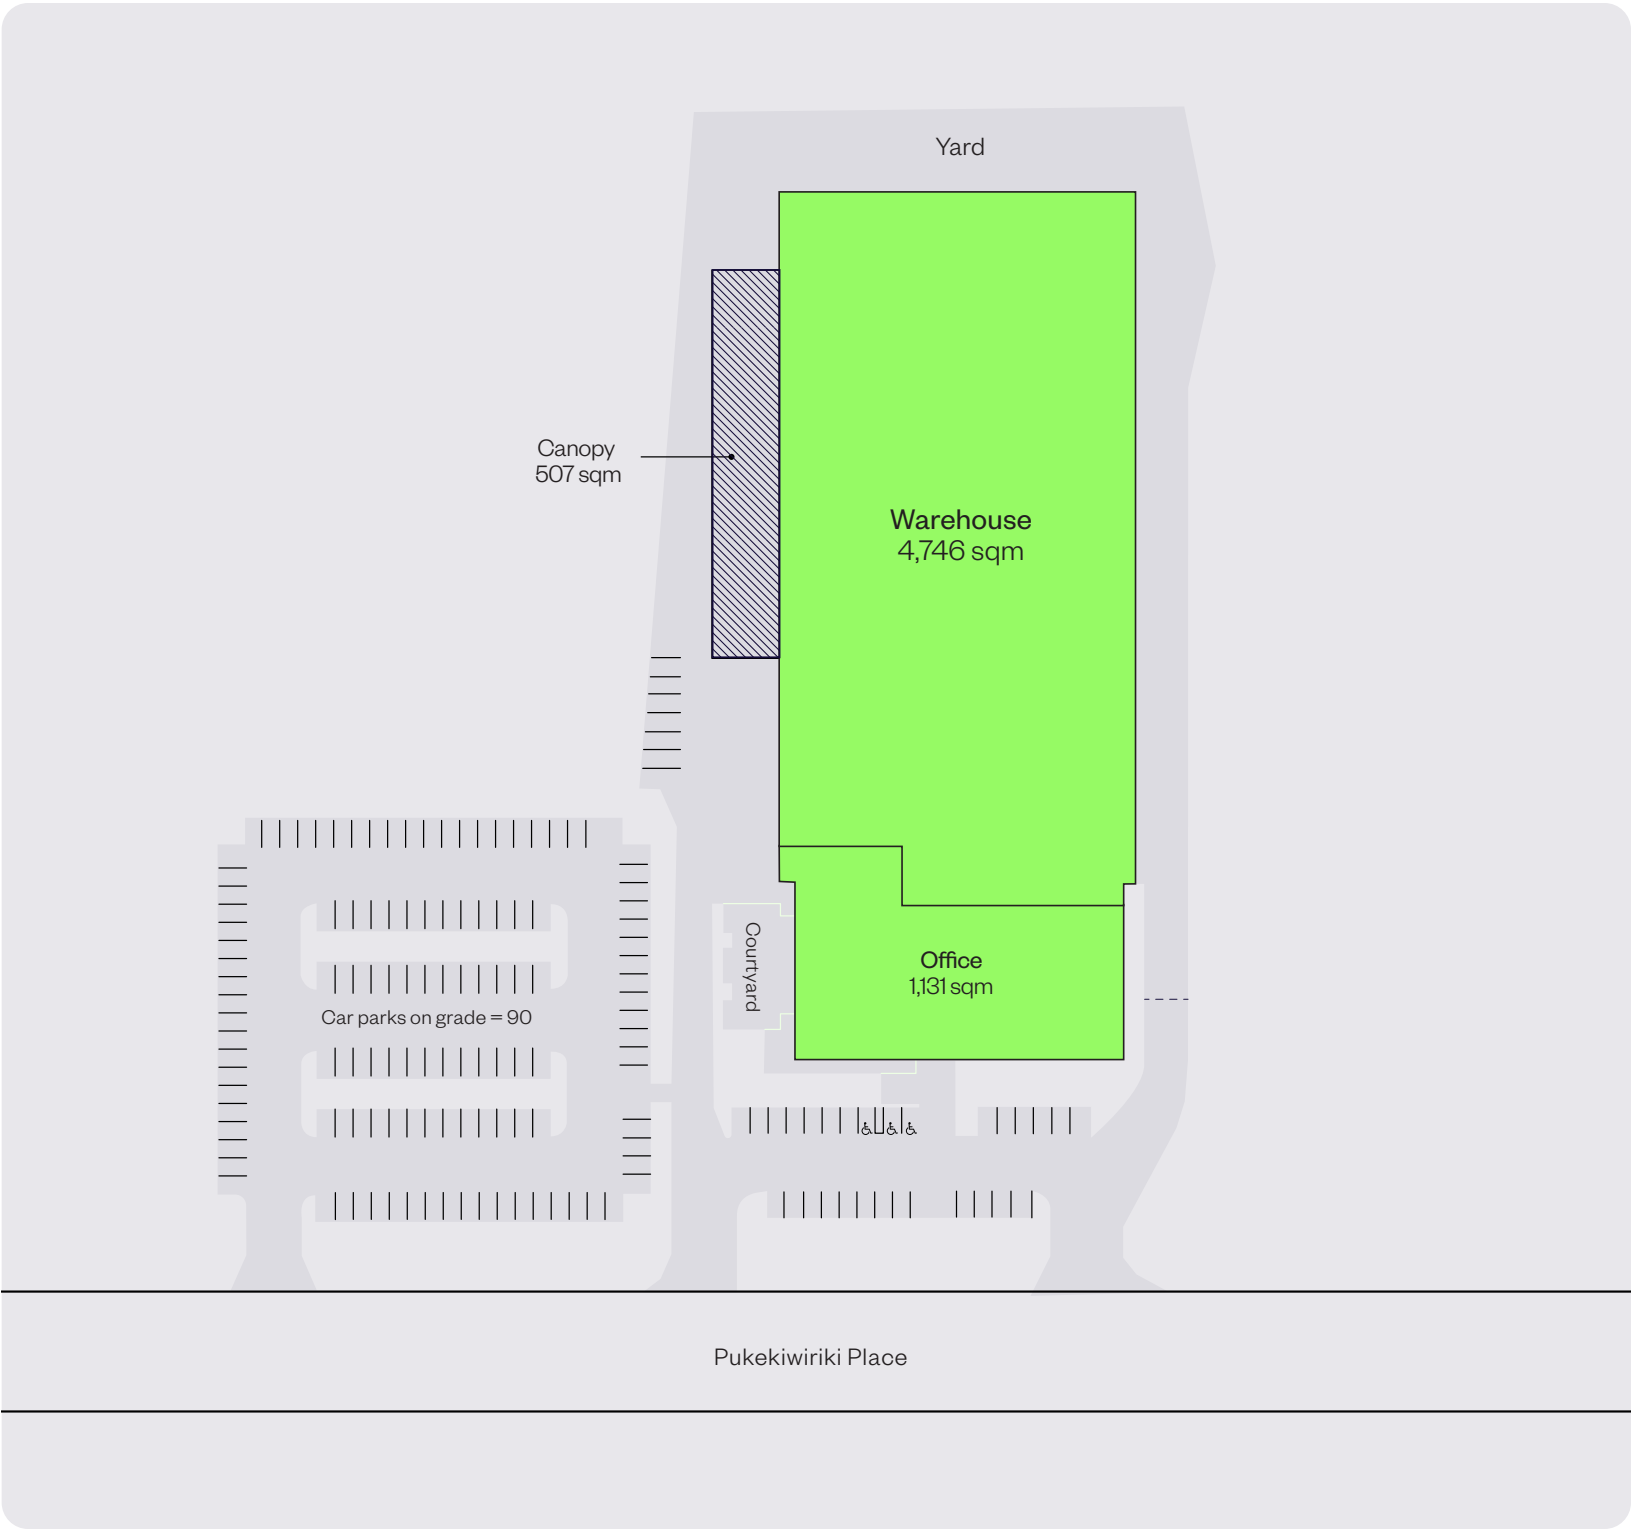 Yard
Canopy
507 sqm
Warehouse
4,746 sqm
Courtyard
Office
1,131 sqm
Car parks on grade = 90
Pukekiwiriki Place